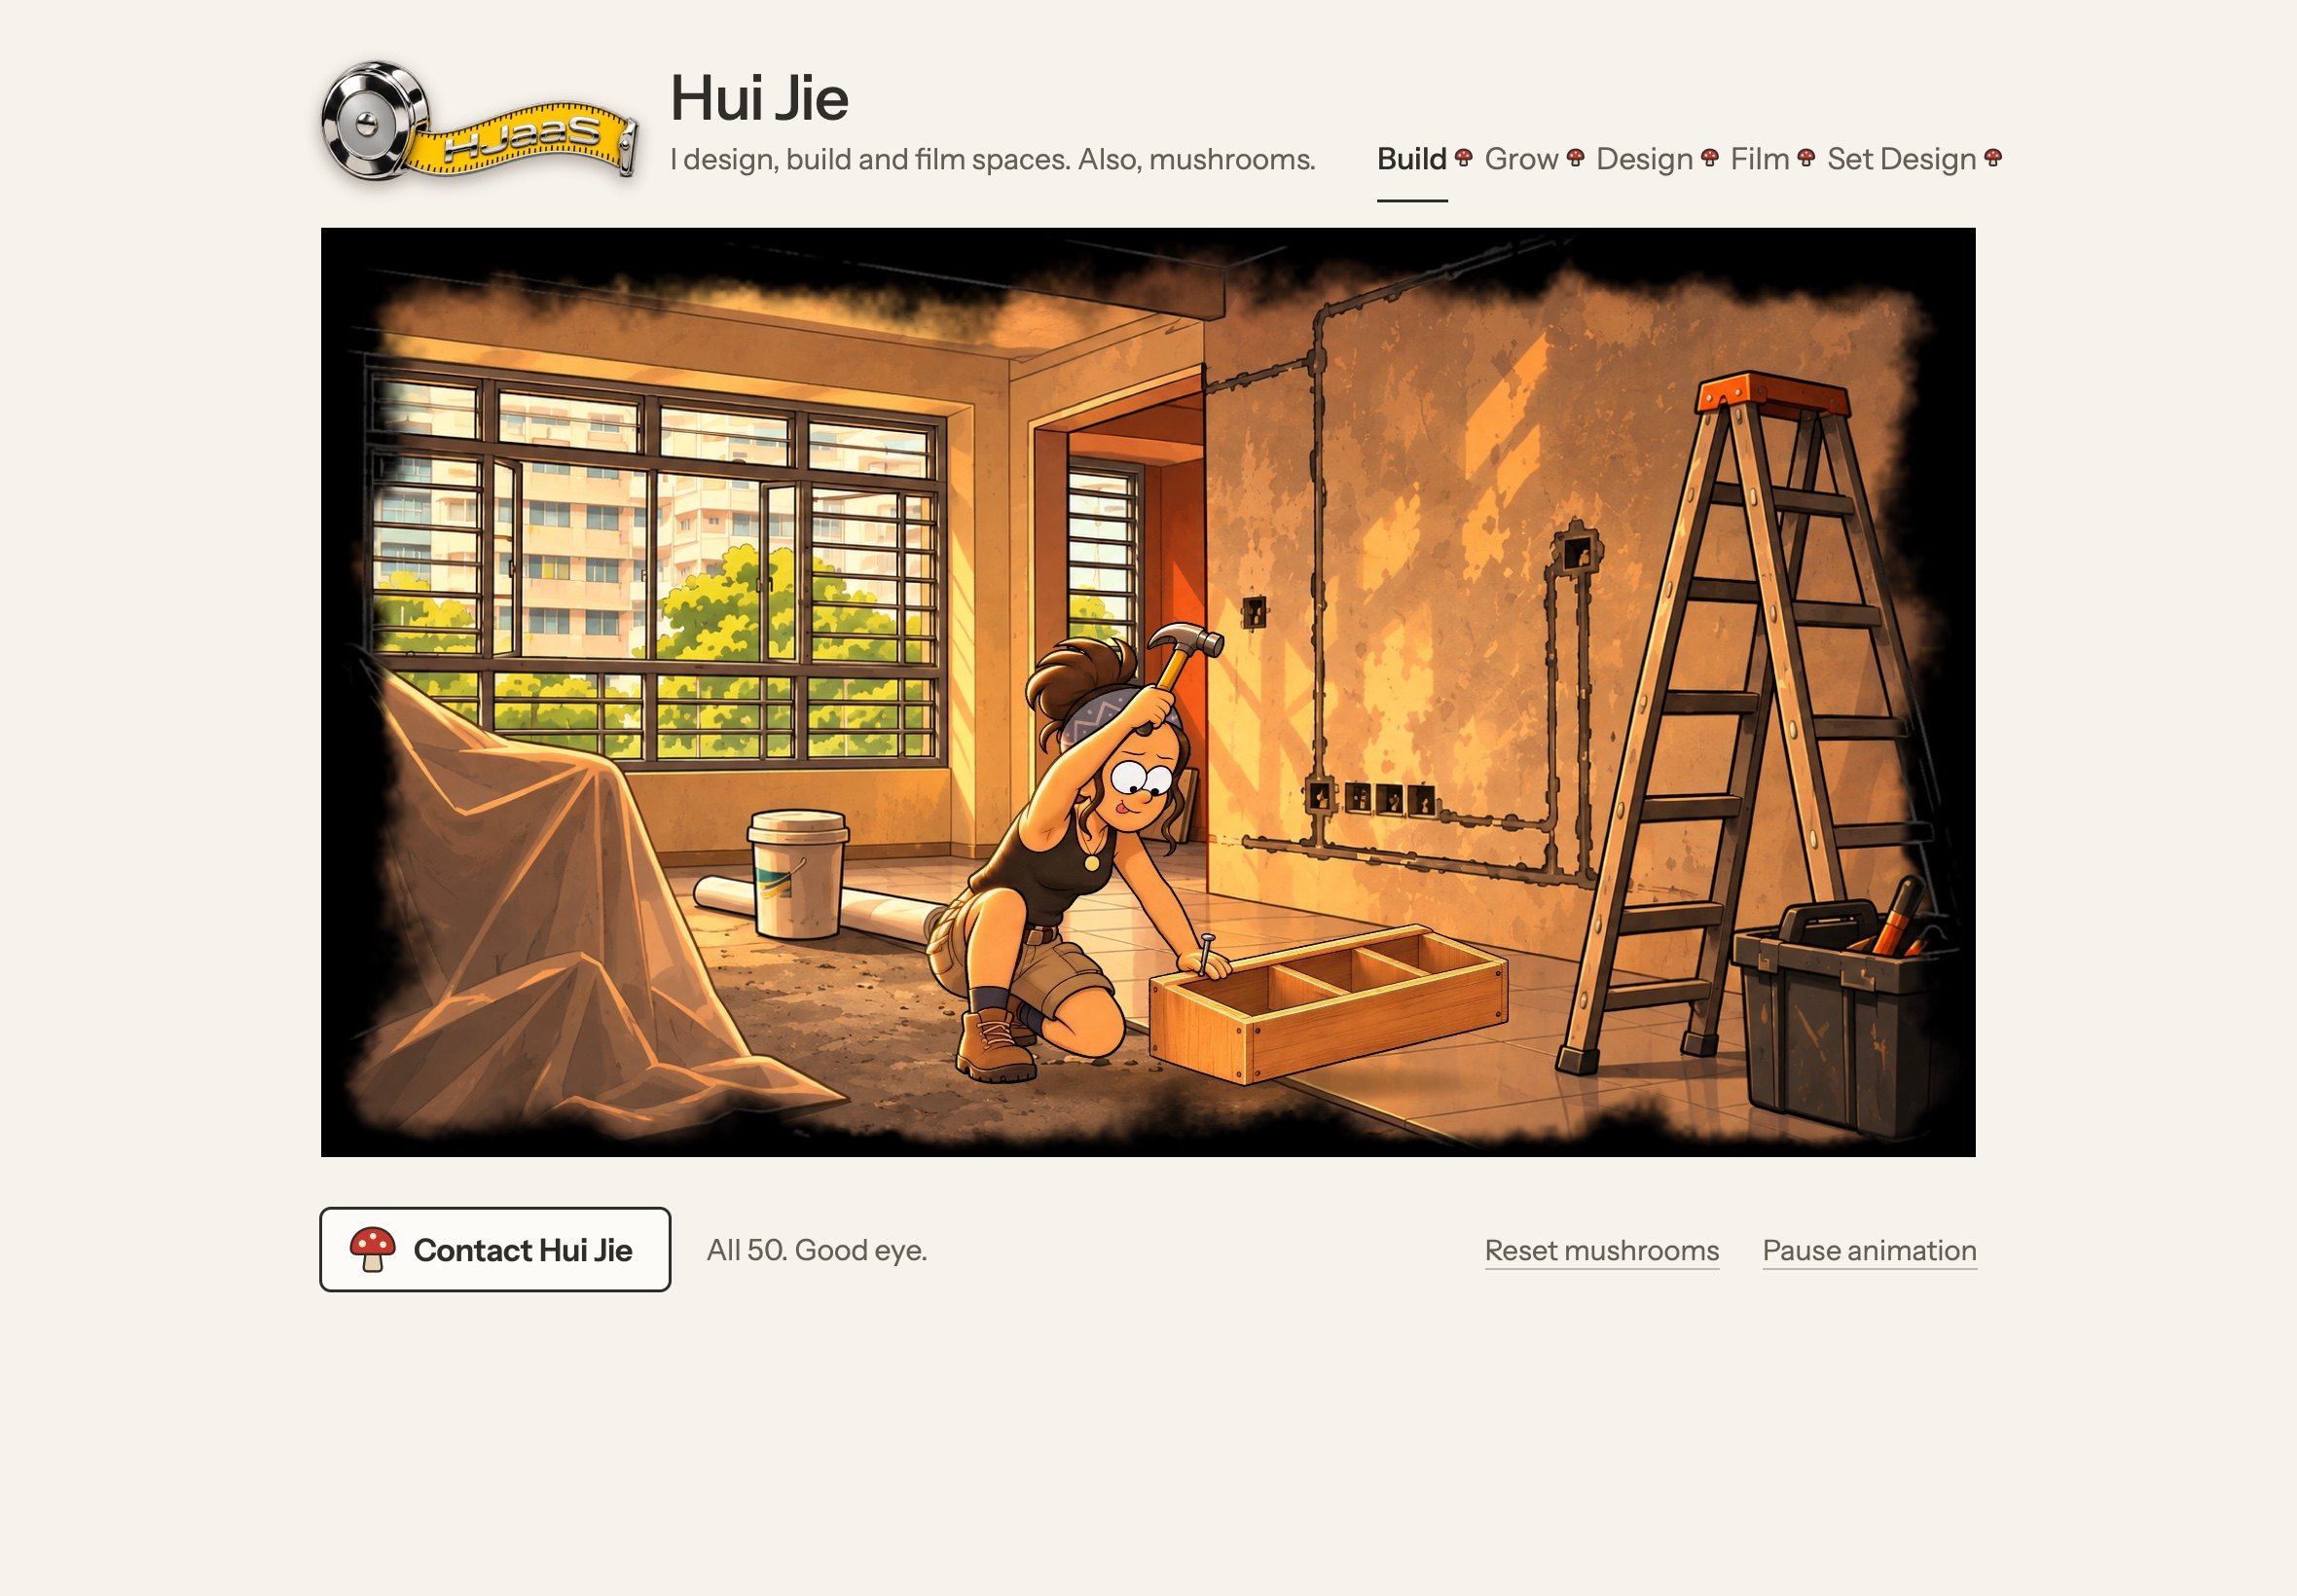 HJaaS
Hui Jie
I design, build and film spaces. Also, mushrooms.
Build Grow Design Film Set Design
Contact Hui Jie
All 50. Good eye.
Reset mushrooms Pause animation